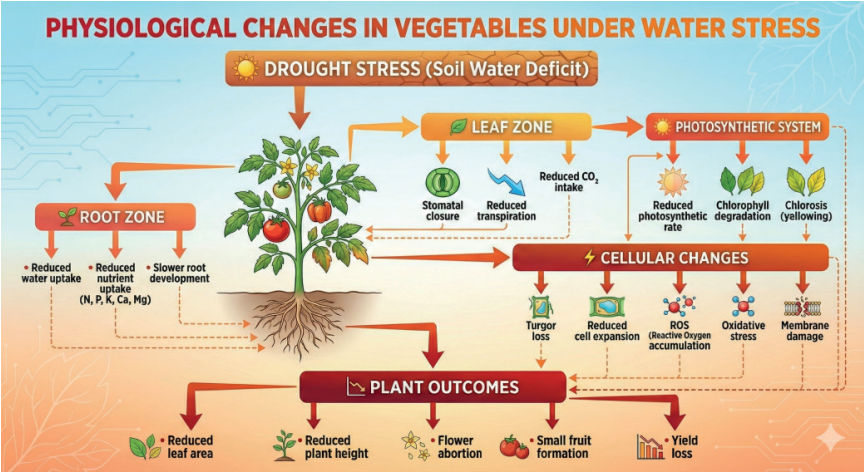 PHYSIOLOGICAL CHANGES IN VEGETABLES UNDER WATER STRESS
DROUGHT STRESS (Soil Water Deficit)
LEAF ZONE
PHOTOSYNTHETIC SYSTEM
Stomatal
closure
Reduced
transpiration
Reduced CO₂
intake
Reduced
photosynthetic
rate
Chlorophyll
degradation
Chlorosis
(yellowing)
ROOT ZONE
• Reduced
water uptake
• Reduced
nutrient
uptake
(N, P, K, Ca, Mg)
• Slower root
development
CELLULAR CHANGES
Turgor
loss
Reduced
cell expansion
ROS
(Reactive Oxygen
accumulation
Oxidative
stress
Membrane
damage
PLANT OUTCOMES
• Reduced
leaf area
• Reduced
plant height
• Flower
abortion
• Small fruit
formation
• Yield
loss